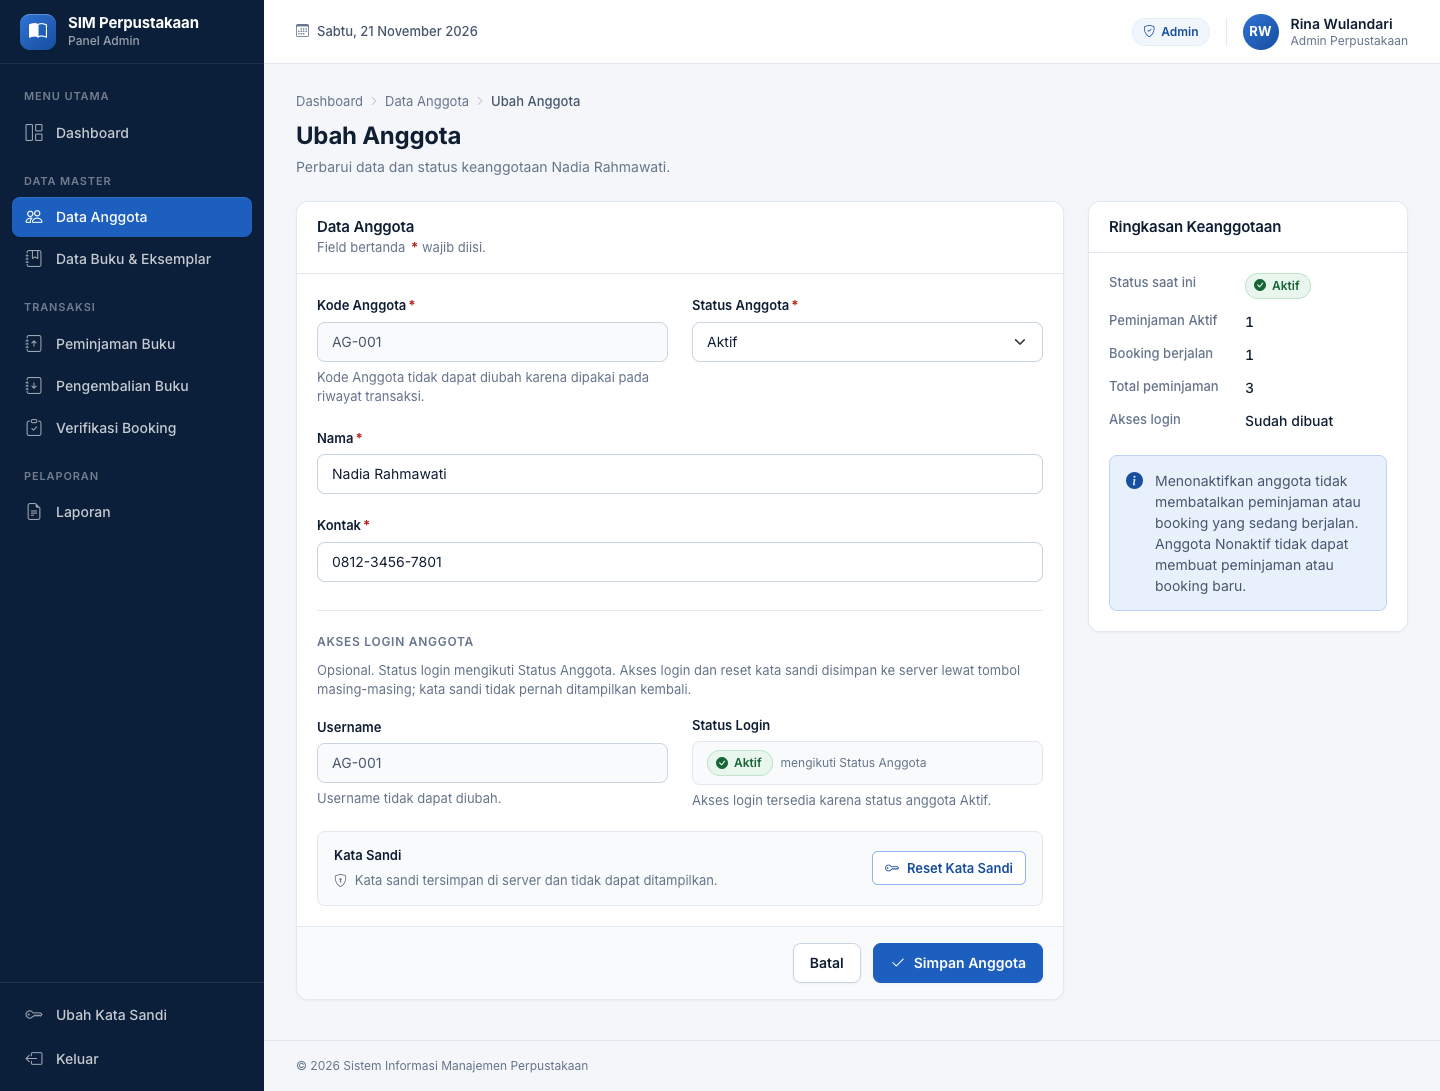 SIM Perpustakaan
Panel Admin
MENU UTAMA
Dashboard
DATA MASTER
Data Anggota
Data Buku & Eksemplar
TRANSAKSI
Peminjaman Buku
Pengembalian Buku
Verifikasi Booking
PELAPORAN
Laporan
Ubah Kata Sandi
Keluar
Sabtu, 21 November 2026
Admin
RW
Rina Wulandari
Admin Perpustakaan
Dashboard > Data Anggota > Ubah Anggota
Ubah Anggota
Perbarui data dan status keanggotaan Nadia Rahmawati.
Data Anggota
Field bertanda * wajib diisi.
Kode Anggota *
AG-001
Kode Anggota tidak dapat diubah karena dipakai pada
riwayat transaksi.
Status Anggota *
Aktif
Nama *
Nadia Rahmawati
Kontak *
0812-3456-7801
AKSES LOGIN ANGGOTA
Opsional. Status login mengikuti Status Anggota. Akses login dan reset kata sandi disimpan ke server lewat tombol
masing-masing; kata sandi tidak pernah ditampilkan kembali.
Username
AG-001
Username tidak dapat diubah.
Status Login
Aktif mengikuti Status Anggota
Akses login tersedia karena status anggota Aktif.
Kata Sandi
Kata sandi tersimpan di server dan tidak dapat ditampilkan.
Reset Kata Sandi
Batal
Simpan Anggota
Ringkasan Keanggotaan
Status saat ini Aktif
Peminjaman Aktif 1
Booking berjalan 1
Total peminjaman 3
Akses login Sudah dibuat
Menonaktifkan anggota tidak
membatalkan peminjaman atau
booking yang sedang berjalan.
Anggota Nonaktif tidak dapat
membuat peminjaman atau
booking baru.
© 2026 Sistem Informasi Manajemen Perpustakaan